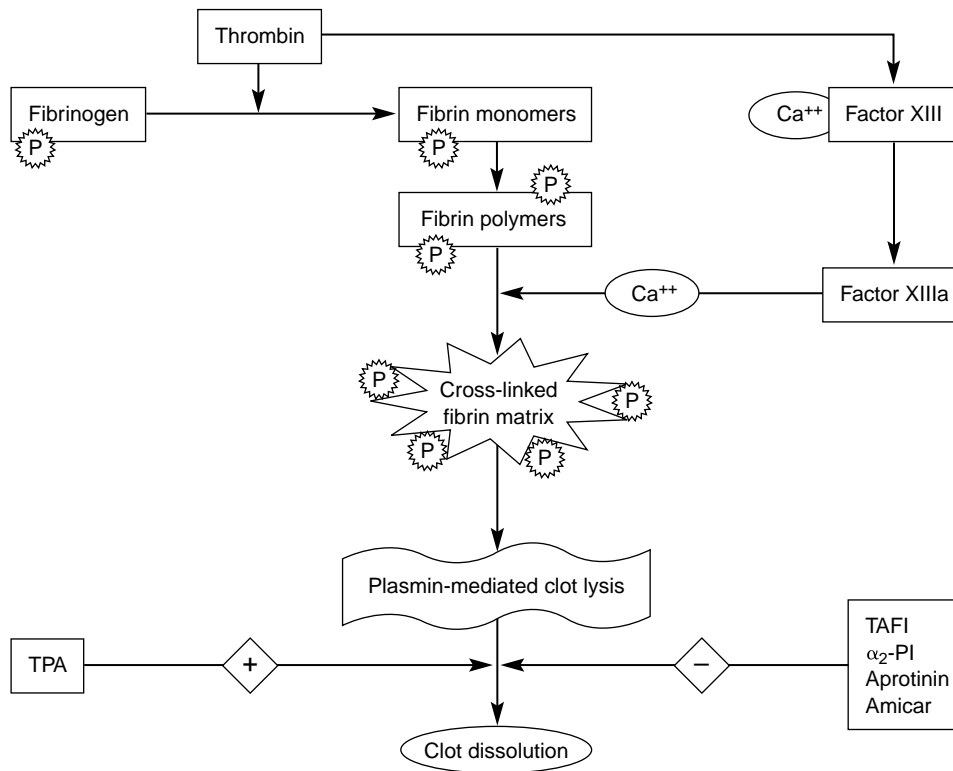 Thrombin
Fibrinogen
P
Fibrin monomers
P
Ca⁺⁺
Factor XIII
P
Fibrin polymers
P
Ca⁺⁺
Factor XIIIa
P
Cross-linked
fibrin matrix
P
P
P
Plasmin-mediated clot lysis
TPA
+
−
TAFI
α₂-PI
Aprotinin
Amicar
Clot dissolution